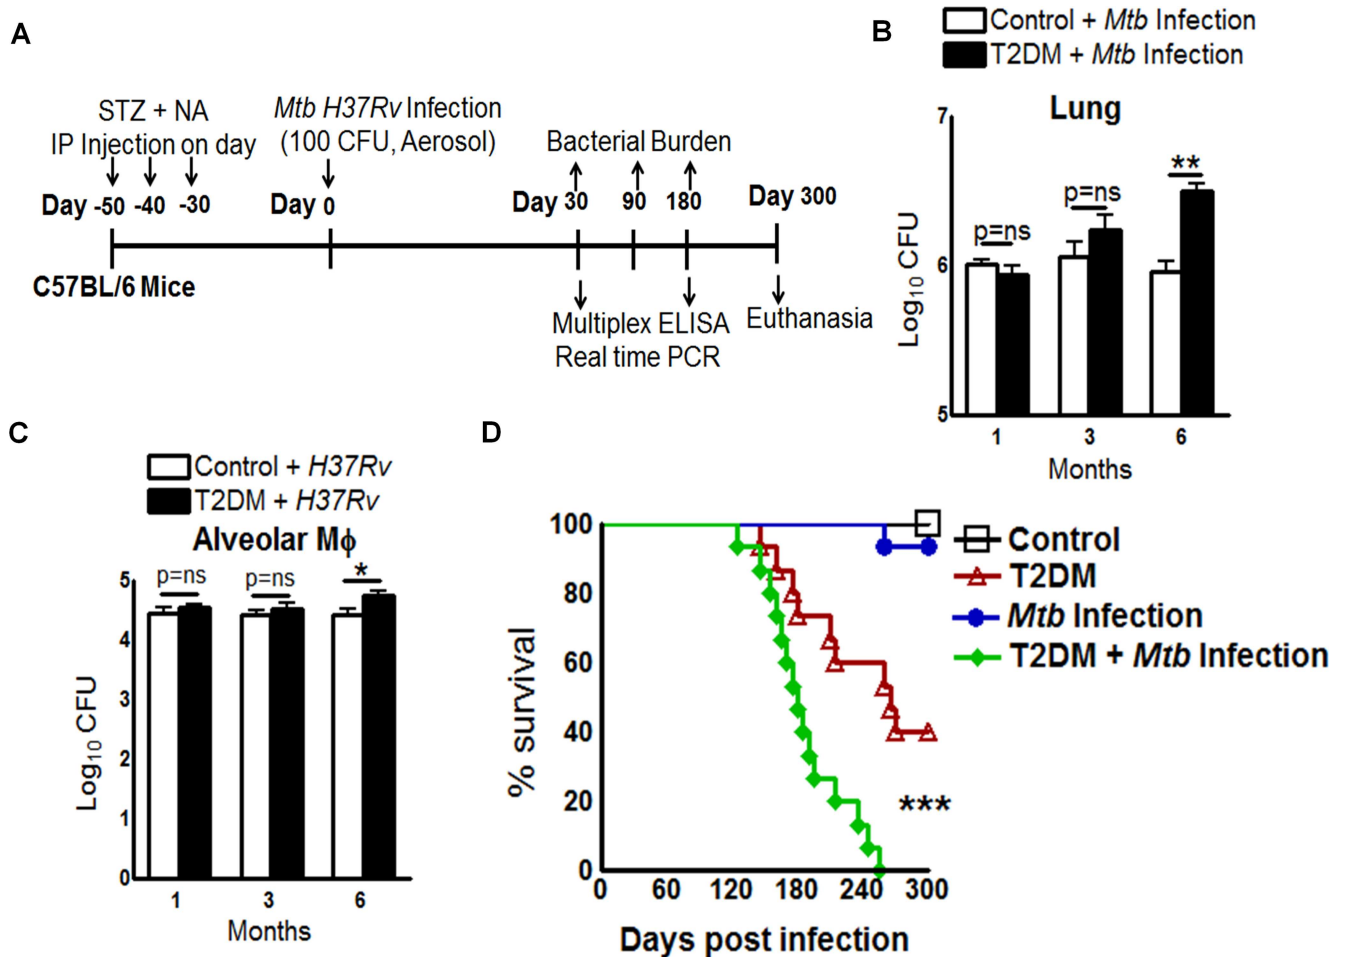 A
STZ + NA
IP Injection on day
Mtb H37Rv Infection
(100 CFU, Aerosol)
Bacterial Burden
Day -50 -40 -30
Day 0
Day 30 90 180
Day 300
C57BL/6 Mice
Multiplex ELISA
Real time PCR
Euthanasia
B
Control + Mtb Infection
T2DM + Mtb Infection
Lung
7
6
5
Log10 CFU
p=ns
p=ns
**
1 3 6
Months
C
Control + H37Rv
T2DM + H37Rv
Alveolar Mϕ
5
4
3
2
1
0
Log10 CFU
p=ns
p=ns
*
1 3 6
Months
D
100
80
60
40
20
0
% survival
0 60 120 180 240 300
Days post infection
***
Control
T2DM
Mtb Infection
T2DM + Mtb Infection